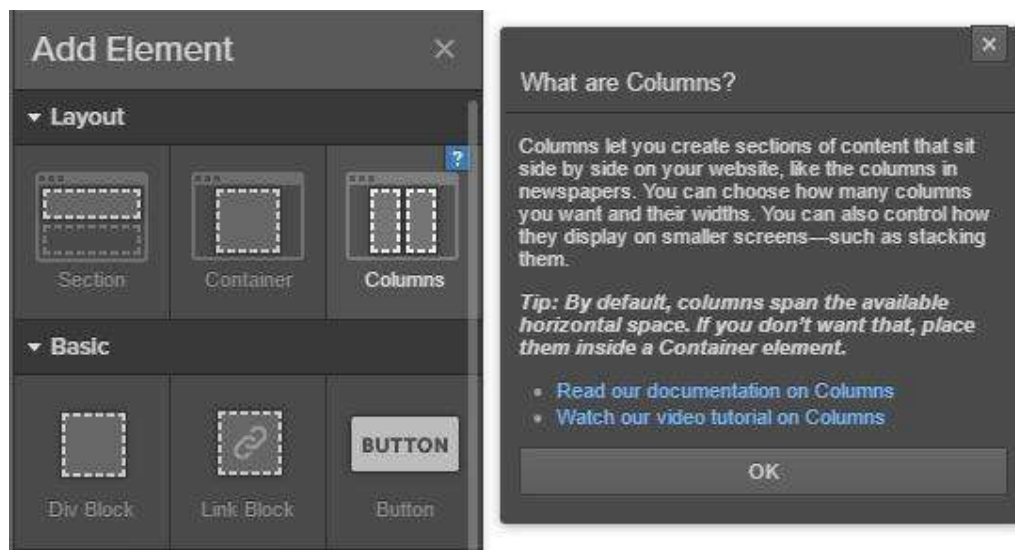 Add Element ×
Layout
?
Section Container Columns
Basic
BUTTON
Div Block Link Block Button
×
What are Columns?
Columns let you create sections of content that sit
side by side on your website, like the columns in
newspapers. You can choose how many columns
you want and their widths. You can also control how
they display on smaller screens—such as stacking
them.
Tip: By default, columns span the available
horizontal space. If you don't want that, place
them inside a Container element.
• Read our documentation on Columns
• Watch our video tutorial on Columns
OK